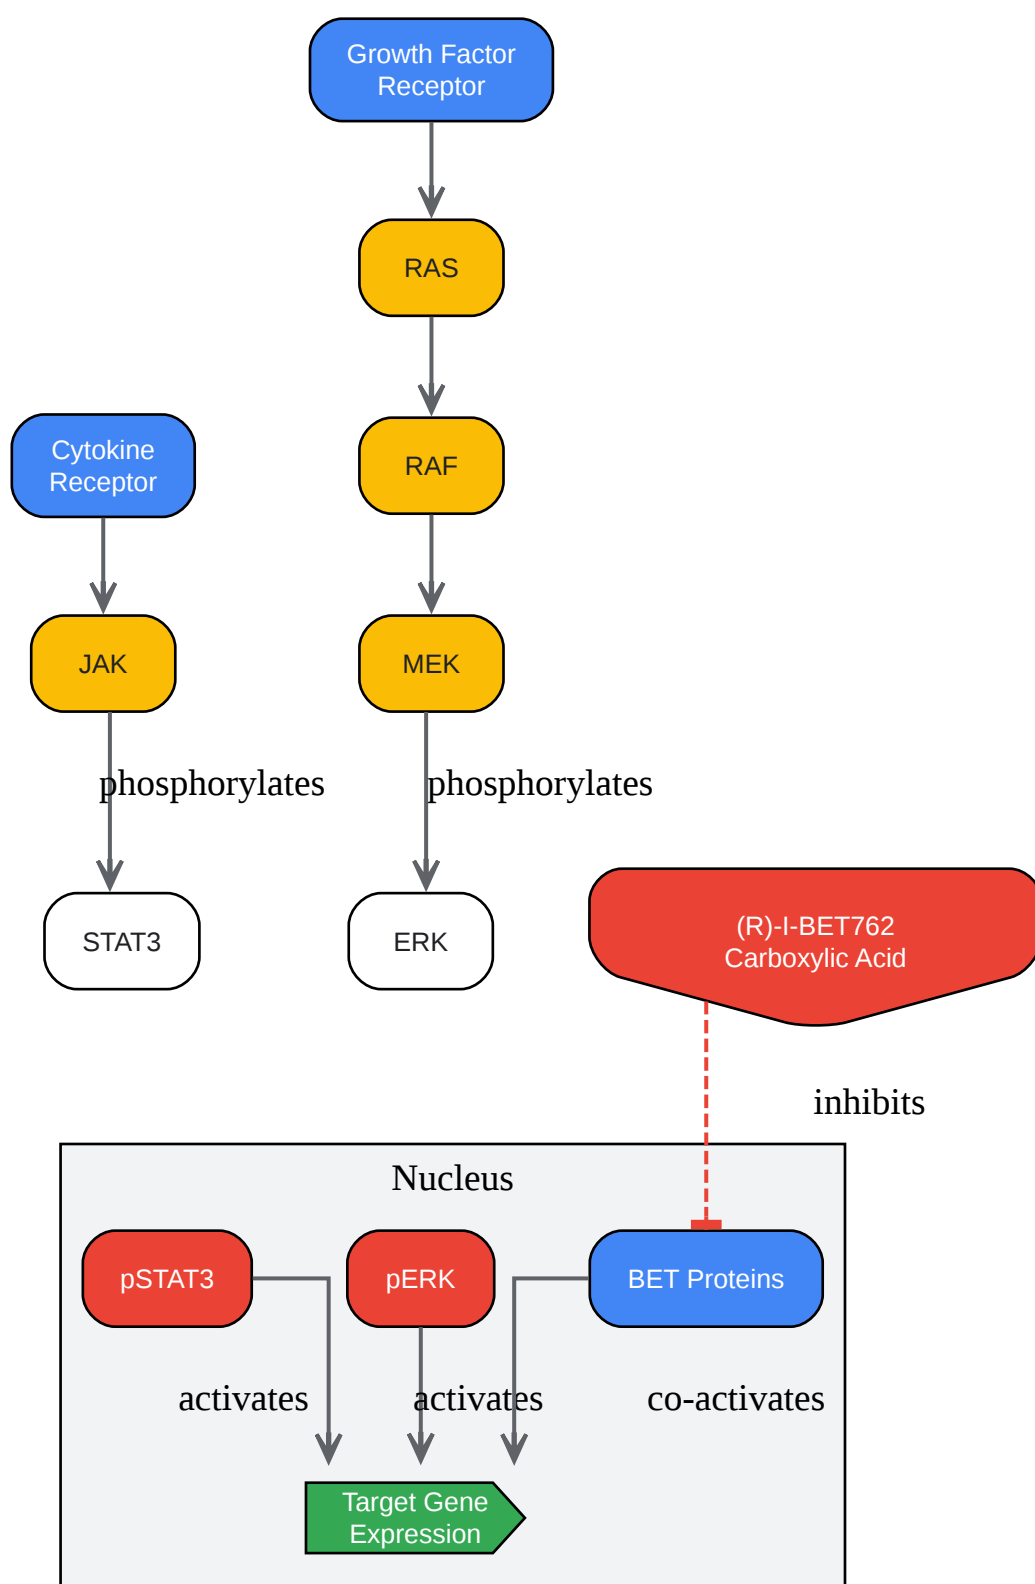 Growth Factor
Receptor
RAS
Cytokine
Receptor
RAF
JAK
MEK
phosphorylates
phosphorylates
STAT3
ERK
(R)-I-BET762
Carboxylic Acid
inhibits
Nucleus
pSTAT3
pERK
BET Proteins
activates
activates
co-activates
Target Gene
Expression